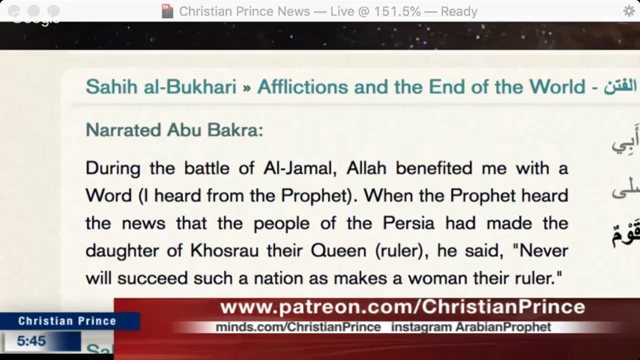 Christian Prince News — Live @ 151.5% — Ready
Google
Sahih al-Bukhari » Afflictions and the End of the World - الفتن
Narrated Abu Bakra:
During the battle of Al-Jamal, Allah benefited me with a
Word (I heard from the Prophet). When the Prophet heard
the news that the people of the Persia had made the
daughter of Khosrau their Queen (ruler), he said, "Never
will succeed such a nation as makes a woman their ruler."
أَبِي
قَوْمٌ
www.patreon.com/ChristianPrince
Christian Prince
minds.com/ChristianPrince instagram ArabianProphet
5:45
Sa